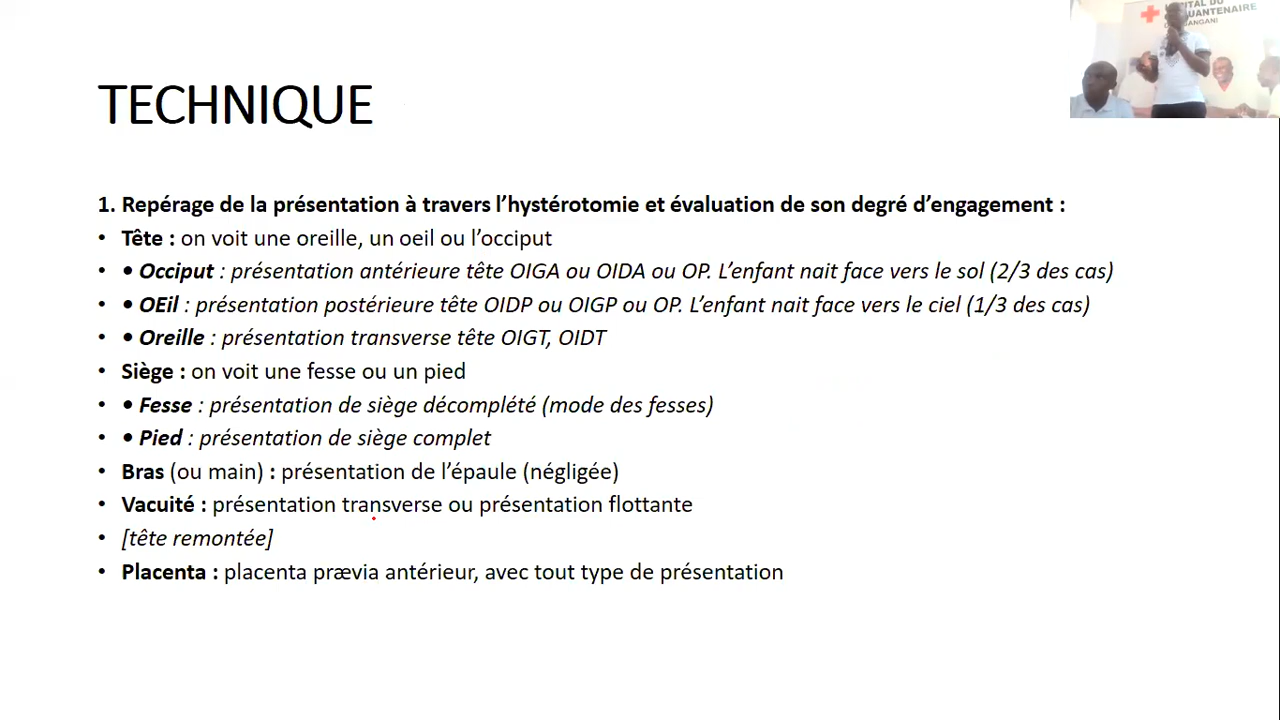 HÔPITAL DU
CINQUANTENAIRE
TECHNIQUE
1. Repérage de la présentation à travers l’hystérotomie et évaluation de son degré d’engagement :
• Tête : on voit une oreille, un oeil ou l’occiput
• • Occiput : présentation antérieure tête OIGA ou OIDA ou OP. L’enfant nait face vers le sol (2/3 des cas)
• • OEil : présentation postérieure tête OIDP ou OIGP ou OP. L’enfant nait face vers le ciel (1/3 des cas)
• • Oreille : présentation transverse tête OIGT, OIDT
• Siège : on voit une fesse ou un pied
• • Fesse : présentation de siège décomplété (mode des fesses)
• • Pied : présentation de siège complet
• Bras (ou main) : présentation de l’épaule (négligée)
• Vacuité : présentation transverse ou présentation flottante
• [tête remontée]
• Placenta : placenta prævia antérieur, avec tout type de présentation